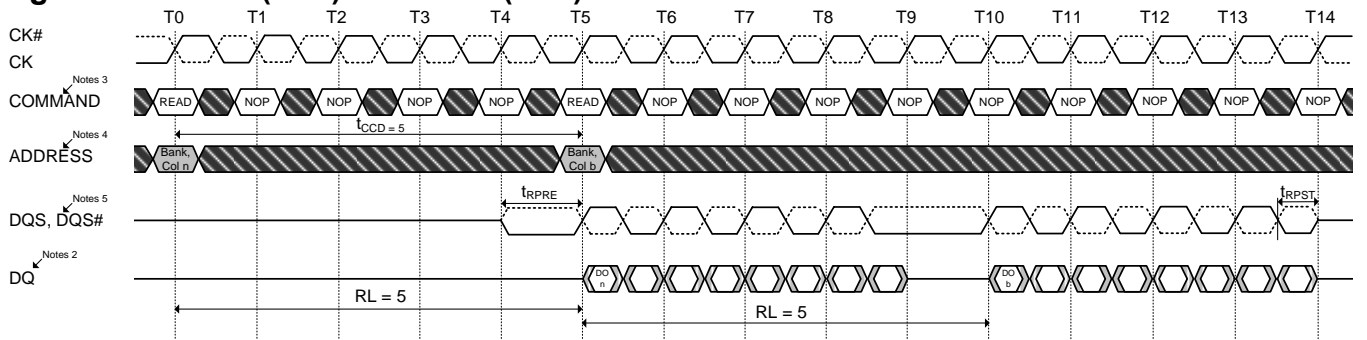 T0 T1 T2 T3 T4 T5 T6 T7 T8 T9 T10 T11 T12 T13 T14
CK#
CK
Notes 3
COMMAND READ NOP NOP NOP NOP READ NOP NOP NOP NOP NOP NOP NOP NOP NOP
tCCD = 5
Notes 4
ADDRESS Bank, Col n Bank, Col b
tRPRE tRPST
Notes 5
DQS, DQS#
Notes 2
DQ DO n DO b
RL = 5
RL = 5